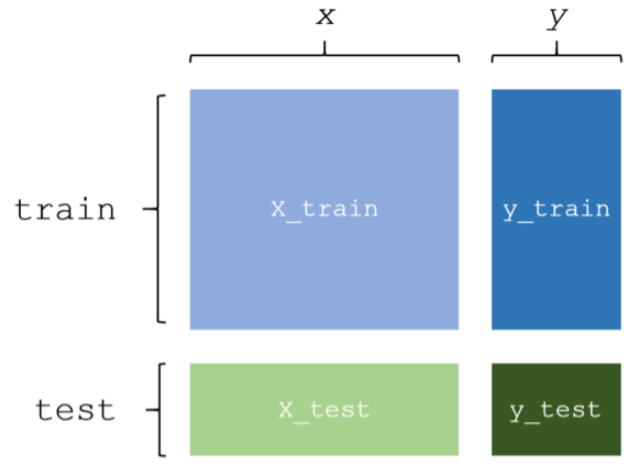 x y
train X_train y_train
test X_test y_test